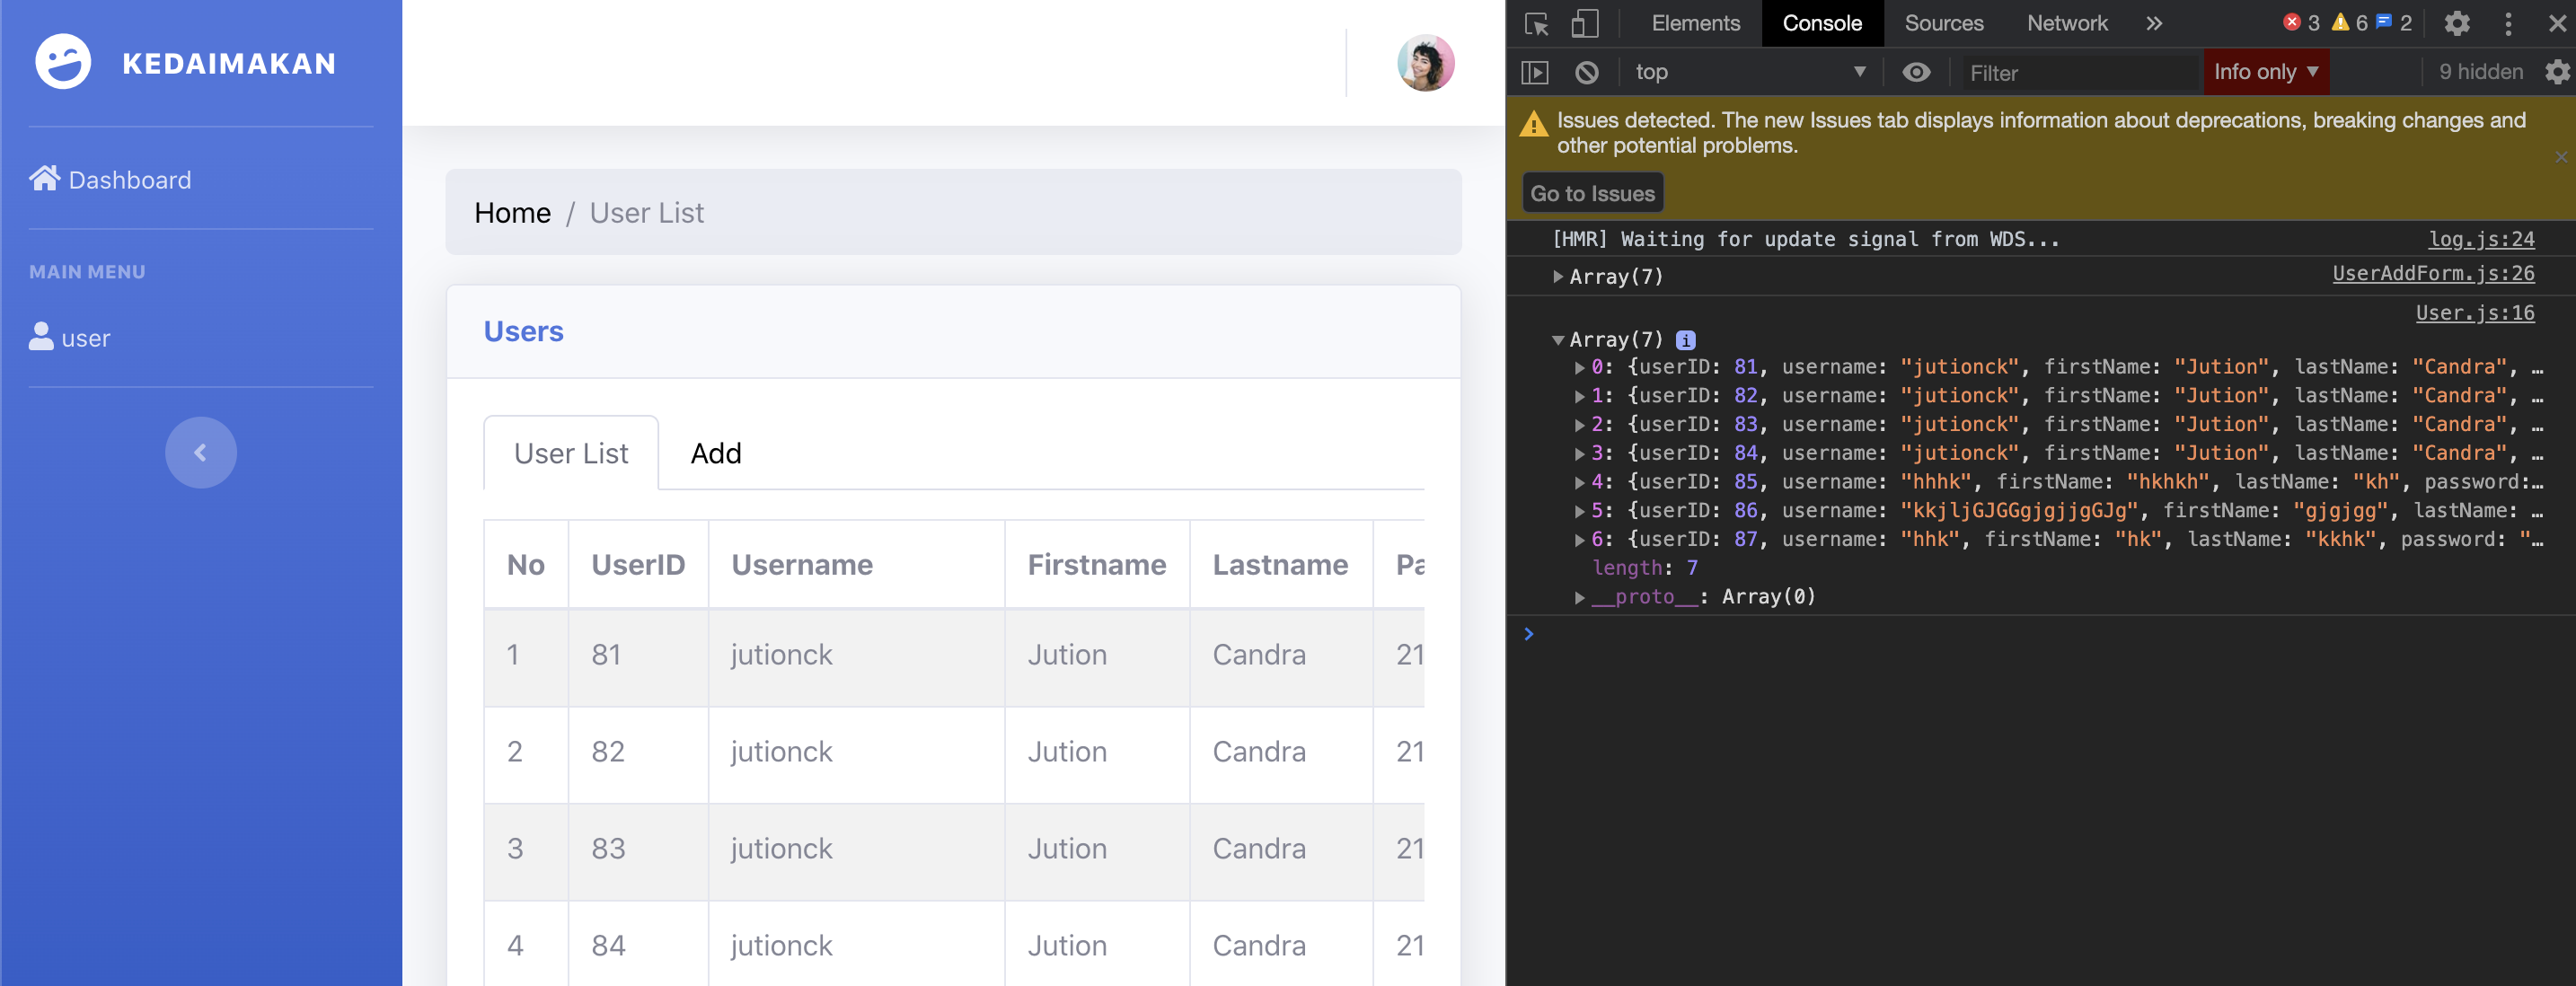 KEDAIMAKAN
Dashboard
MAIN MENU
user
Home / User List
Users
User List Add
No UserID Username Firstname Lastname Pa
1 81 jutionck Jution Candra 21
2 82 jutionck Jution Candra 21
3 83 jutionck Jution Candra 21
4 84 jutionck Jution Candra 21
Elements Console Sources Network » 3 6 2
top Filter Info only 9 hidden
Issues detected. The new Issues tab displays information about deprecations, breaking changes and
other potential problems.
Go to Issues
[HMR] Waiting for update signal from WDS... log.js:24
Array(7) UserAddForm.js:26
User.js:16
Array(7) i
0: {userID: 81, username: "jutionck", firstName: "Jution", lastName: "Candra", …
1: {userID: 82, username: "jutionck", firstName: "Jution", lastName: "Candra", …
2: {userID: 83, username: "jutionck", firstName: "Jution", lastName: "Candra", …
3: {userID: 84, username: "jutionck", firstName: "Jution", lastName: "Candra", …
4: {userID: 85, username: "hhhk", firstName: "hkhkh", lastName: "kh", password:…
5: {userID: 86, username: "kkjljGJGGgjgjjgGJg", firstName: "gjgjgg", lastName: …
6: {userID: 87, username: "hhk", firstName: "hk", lastName: "kkhk", password: "…
length: 7
__proto__: Array(0)